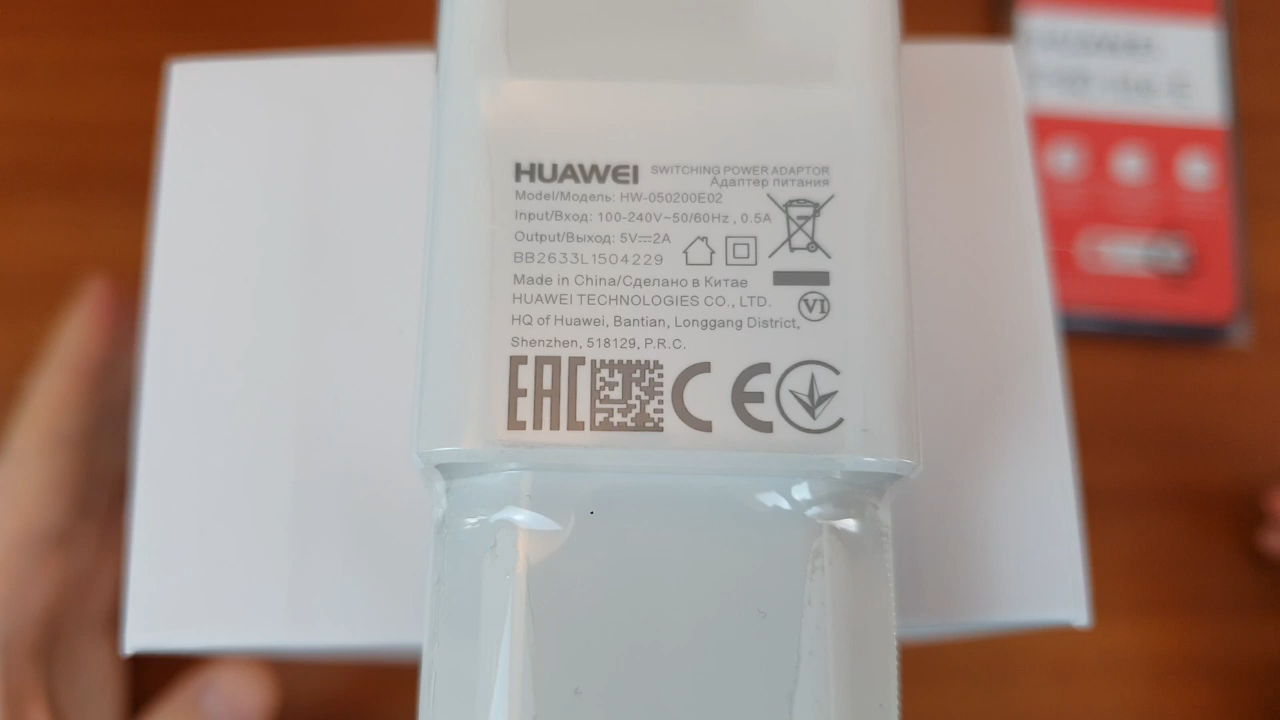 HUAWEI SWITCHING POWER ADAPTOR
Адаптер питания
Model/Модель: HW-050200E02
Input/Вход: 100-240V~50/60Hz , 0.5A
Output/Выход: 5V⎓2A
BB2633L1504229
Made in China/Сделано в Китае
HUAWEI TECHNOLOGIES CO., LTD.
VI
HQ of Huawei, Bantian, Longgang District,
Shenzhen, 518129, P.R.C.
EAC CE
HUAWEI